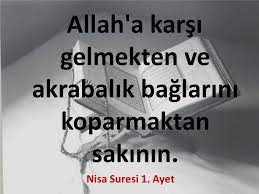 Allah'a karşı
gelmekten ve
akrabalık bağlarını
koparmaktan
sakının.
Nisa Suresi 1. Ayet